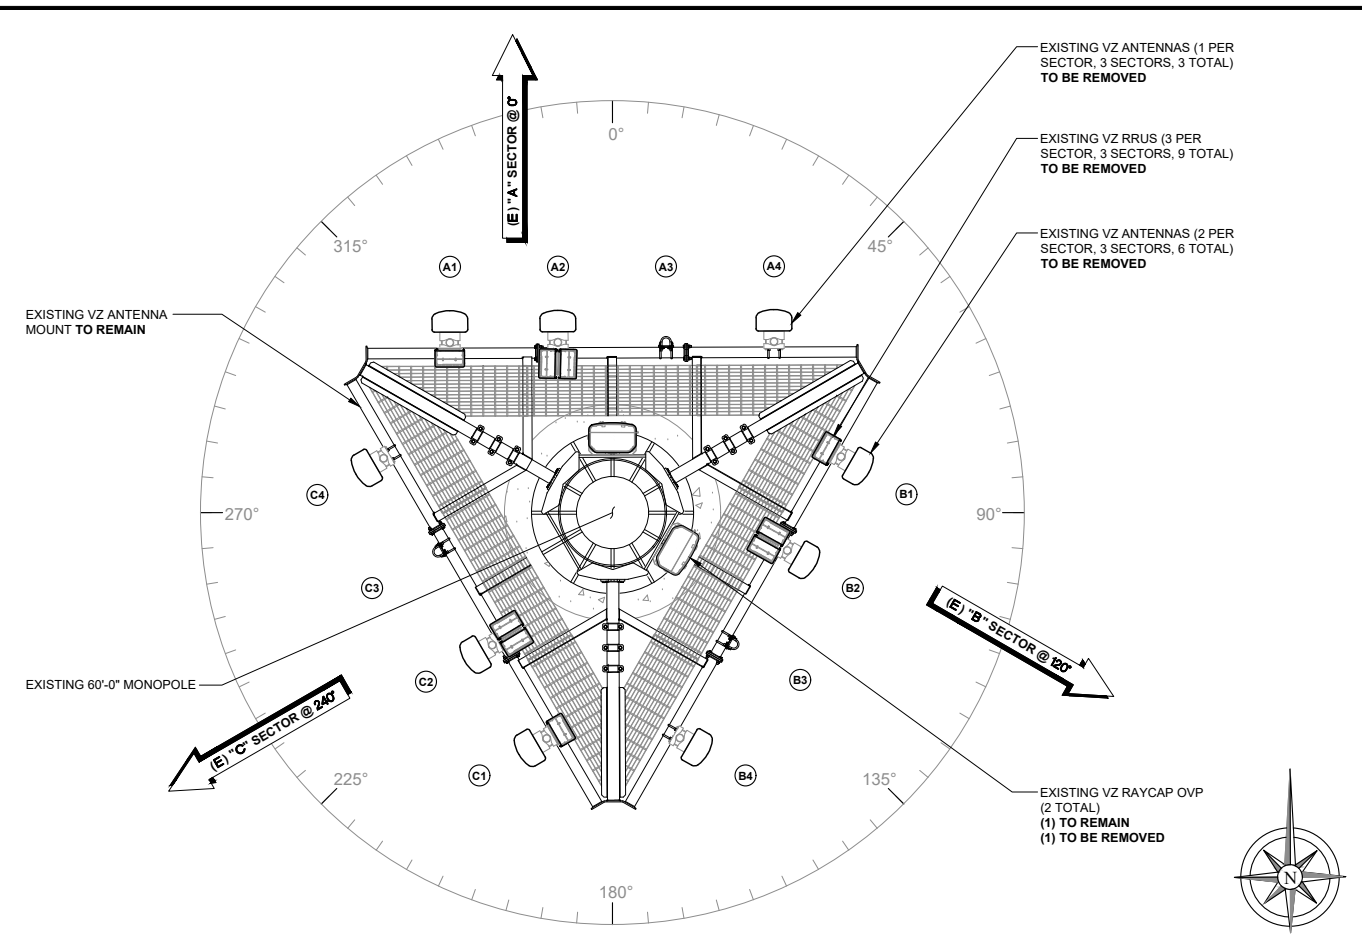 EXISTING VZ ANTENNAS (1 PER
SECTOR, 3 SECTORS, 3 TOTAL)
TO BE REMOVED
EXISTING VZ RRUS (3 PER
SECTOR, 3 SECTORS, 9 TOTAL)
TO BE REMOVED
EXISTING VZ ANTENNAS (2 PER
SECTOR, 3 SECTORS, 6 TOTAL)
TO BE REMOVED
(E) "A" SECTOR @ 0°
0°
315°
45°
A1
A2
A3
A4
EXISTING VZ ANTENNA
MOUNT TO REMAIN
C4
B1
270°
90°
C3
B2
(E) "B" SECTOR @ 120°
C2
B3
EXISTING 60'-0" MONOPOLE
(E) "C" SECTOR @ 240°
C1
B4
225°
135°
EXISTING VZ RAYCAP OVP
(2 TOTAL)
(1) TO REMAIN
(1) TO BE REMOVED
180°
N